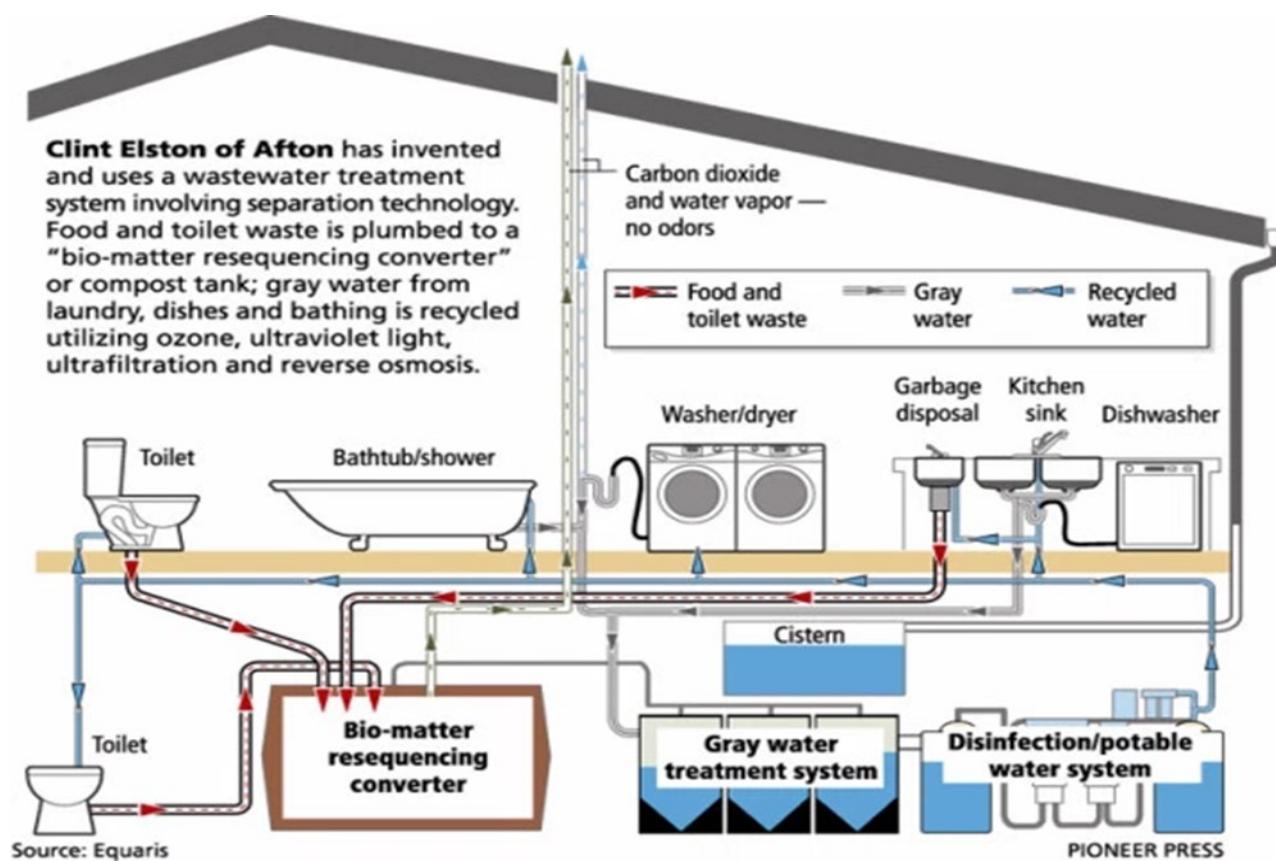 Clint Elston of Afton has invented
and uses a wastewater treatment
system involving separation technology.
Food and toilet waste is plumbed to a
“bio-matter resequencing converter”
or compost tank; gray water from
laundry, dishes and bathing is recycled
utilizing ozone, ultraviolet light,
ultrafiltration and reverse osmosis.
Carbon dioxide
and water vapor —
no odors
Food and
toilet waste
Gray
water
Recycled
water
Toilet
Bathtub/shower
Washer/dryer
Garbage
disposal
Kitchen
sink
Dishwasher
Cistern
Toilet
Bio-matter
resequencing
converter
Gray water
treatment system
Disinfection/potable
water system
Source: Equaris
PIONEER PRESS